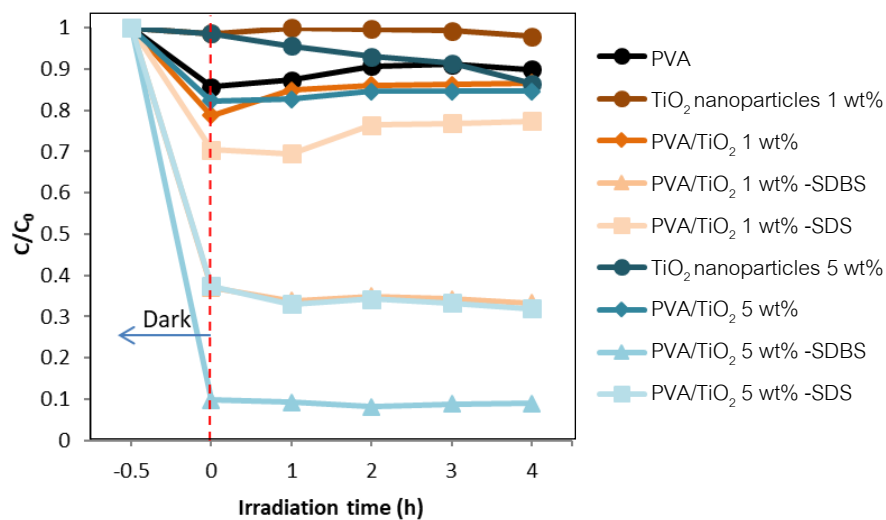 1
0.9
0.8
0.7
0.6
0.5
0.4
0.3
0.2
0.1
0
C/C₀
Dark
-0.5 0 1 2 3 4
Irradiation time (h)
PVA
TiO₂ nanoparticles 1 wt%
PVA/TiO₂ 1 wt%
PVA/TiO₂ 1 wt% -SDBS
PVA/TiO₂ 1 wt% -SDS
TiO₂ nanoparticles 5 wt%
PVA/TiO₂ 5 wt%
PVA/TiO₂ 5 wt% -SDBS
PVA/TiO₂ 5 wt% -SDS